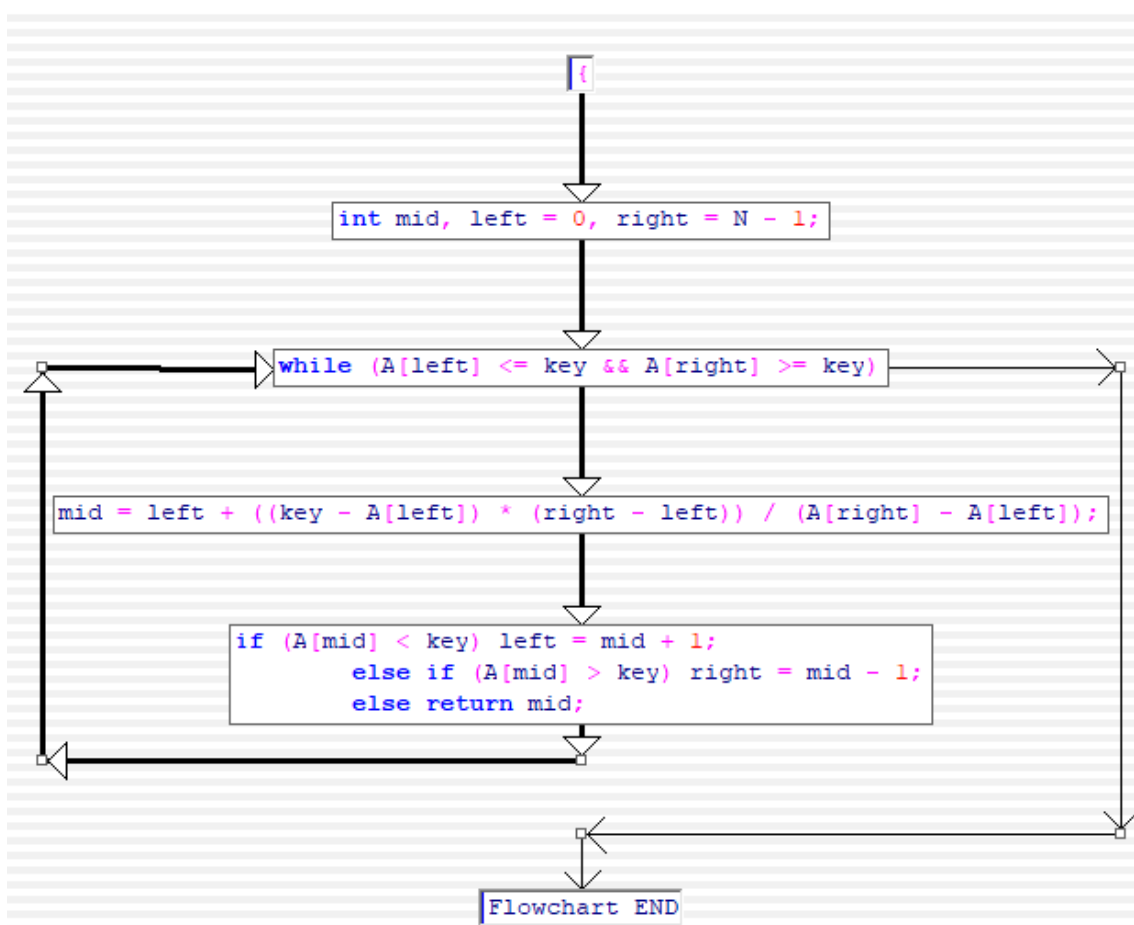 {
int mid, left = 0, right = N - 1;
while (A[left] <= key && A[right] >= key)
mid = left + ((key - A[left]) * (right - left)) / (A[right] - A[left]);
if (A[mid] < key) left = mid + 1;
else if (A[mid] > key) right = mid - 1;
else return mid;
Flowchart END